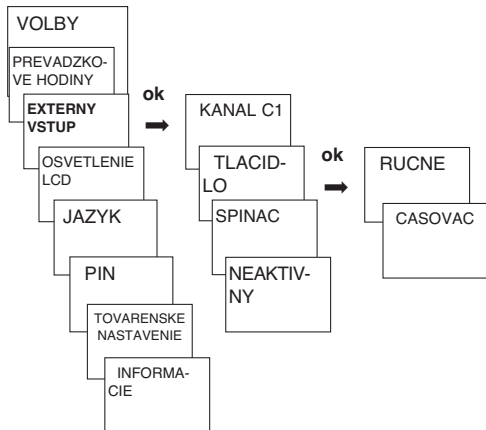 VOLBY
PREVADZKO-
VE HODINY
EXTERNY
VSTUP
OSVETLENIE
LCD
JAZYK
PIN
TOVARENSKE
NASTAVENIE
INFORMA-
CIE
ok
KANAL C1
TLACID-
LO
SPINAC
NEAKTIV-
NY
ok
RUCNE
CASOVAC